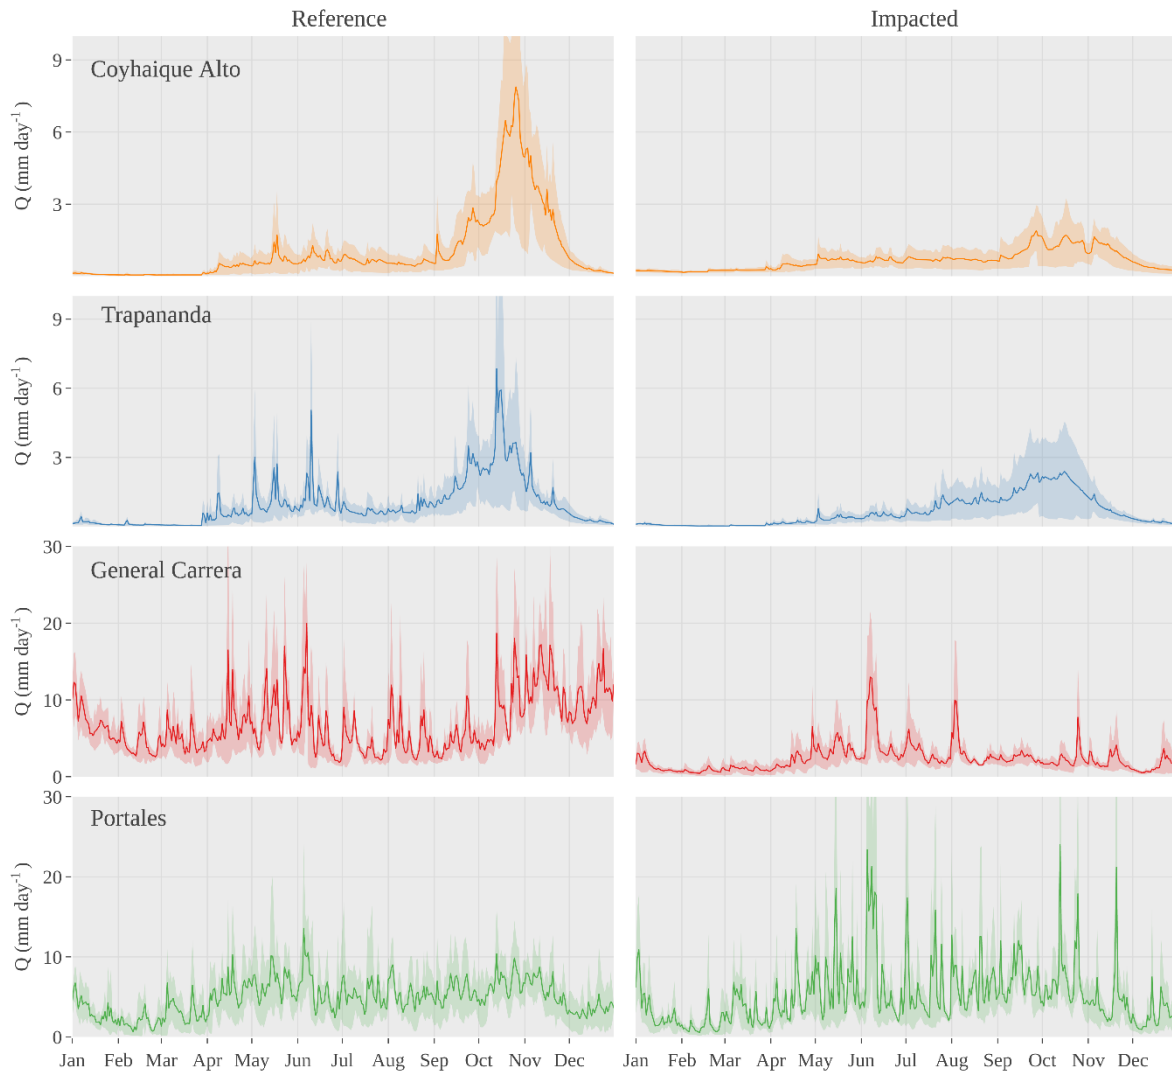 Reference Impacted
Coyhaique Alto
Q (mm day-1 )
9
6
3
Trapananda
Q (mm day-1 )
9
6
3
General Carrera
Q (mm day-1 )
30
20
10
0
Portales
Q (mm day-1 )
30
20
10
0
Jan Feb Mar Apr May Jun Jul Aug Sep Oct Nov Dec Jan Feb Mar Apr May Jun Jul Aug Sep Oct Nov Dec